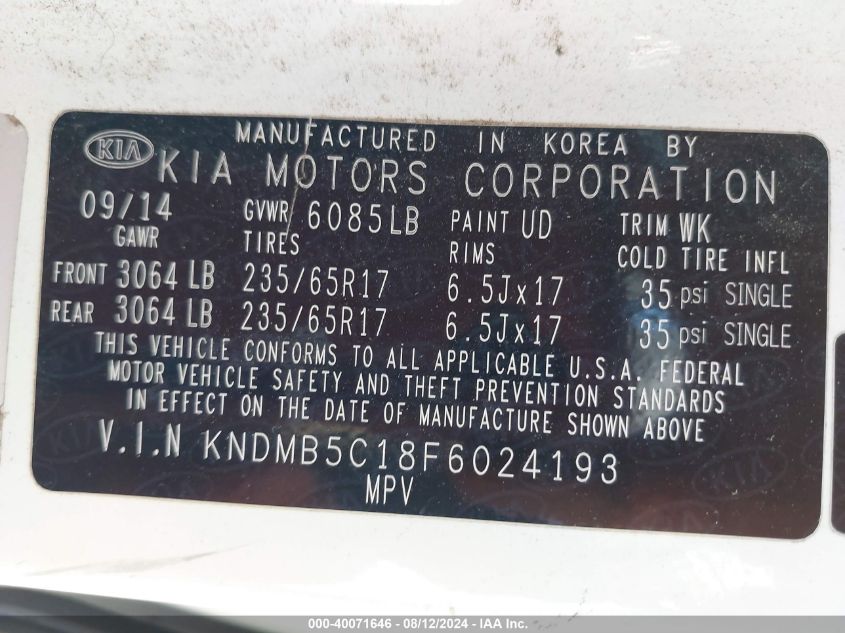 MANUFACTURED IN KOREA BY
KIA KIA MOTORS CORPORATION
09/14 GVWR 6085LB PAINT UD TRIM WK
GAWR TIRES RIMS COLD TIRE INFL
FRONT 3064 LB 235/65R17 6.5Jx17 35 psi SINGLE
REAR 3064 LB 235/65R17 6.5Jx17 35 psi SINGLE
THIS VEHICLE CONFORMS TO ALL APPLICABLE U.S.A. FEDERAL
MOTOR VEHICLE SAFETY AND THEFT PREVENTION STANDARDS
IN EFFECT ON THE DATE OF MANUFACTURE SHOWN ABOVE
V.I.N KNDMB5C18F6024193
MPV
000-40071646 - 08/12/2024 - IAA Inc.